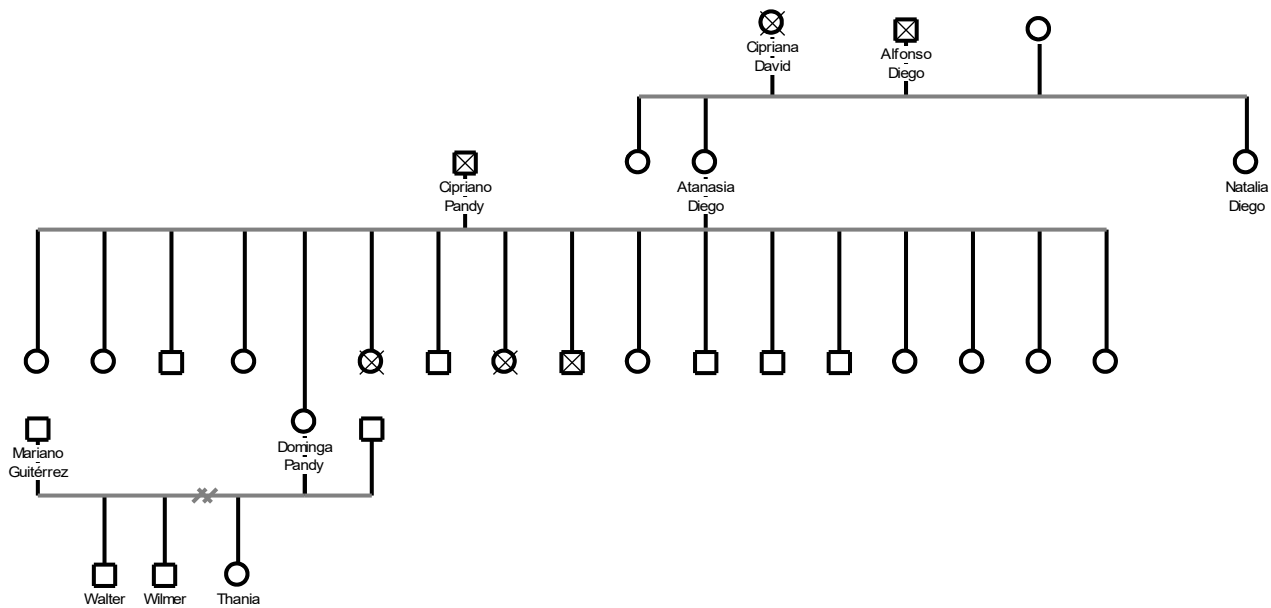 Cipriana
David
Alfonso
Diego
Cipriano
Pandy
Atanasia
Diego
Natalia
Diego
Mariano
Guitérrez
Dominga
Pandy
Walter
Wilmer
Thania